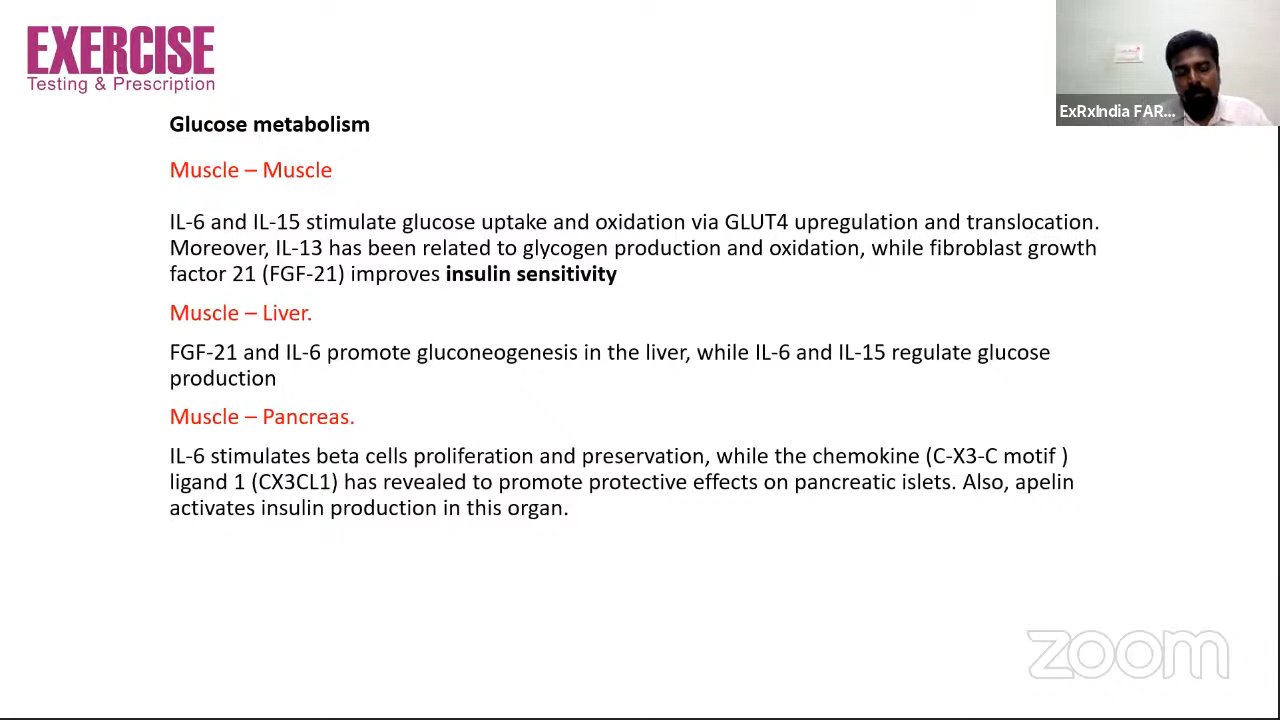 EXERCISE
Testing & Prescription
ExRxIndia FAR...
Glucose metabolism
Muscle – Muscle
IL-6 and IL-15 stimulate glucose uptake and oxidation via GLUT4 upregulation and translocation.
Moreover, IL-13 has been related to glycogen production and oxidation, while fibroblast growth
factor 21 (FGF-21) improves insulin sensitivity
Muscle – Liver.
FGF-21 and IL-6 promote gluconeogenesis in the liver, while IL-6 and IL-15 regulate glucose
production
Muscle – Pancreas.
IL-6 stimulates beta cells proliferation and preservation, while the chemokine (C-X3-C motif )
ligand 1 (CX3CL1) has revealed to promote protective effects on pancreatic islets. Also, apelin
activates insulin production in this organ.
zoom